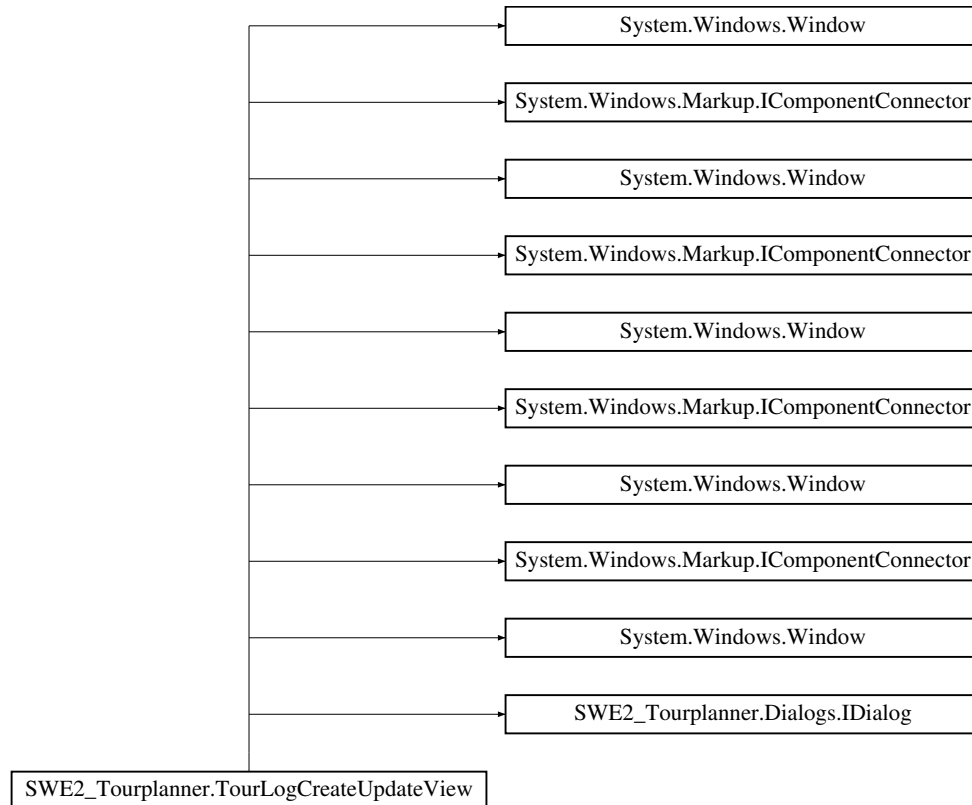 System.Windows.Window
System.Windows.Markup.IComponentConnector
System.Windows.Window
System.Windows.Markup.IComponentConnector
System.Windows.Window
System.Windows.Markup.IComponentConnector
System.Windows.Window
System.Windows.Markup.IComponentConnector
System.Windows.Window
SWE2_Tourplanner.Dialogs.IDialog
SWE2_Tourplanner.TourLogCreateUpdateView